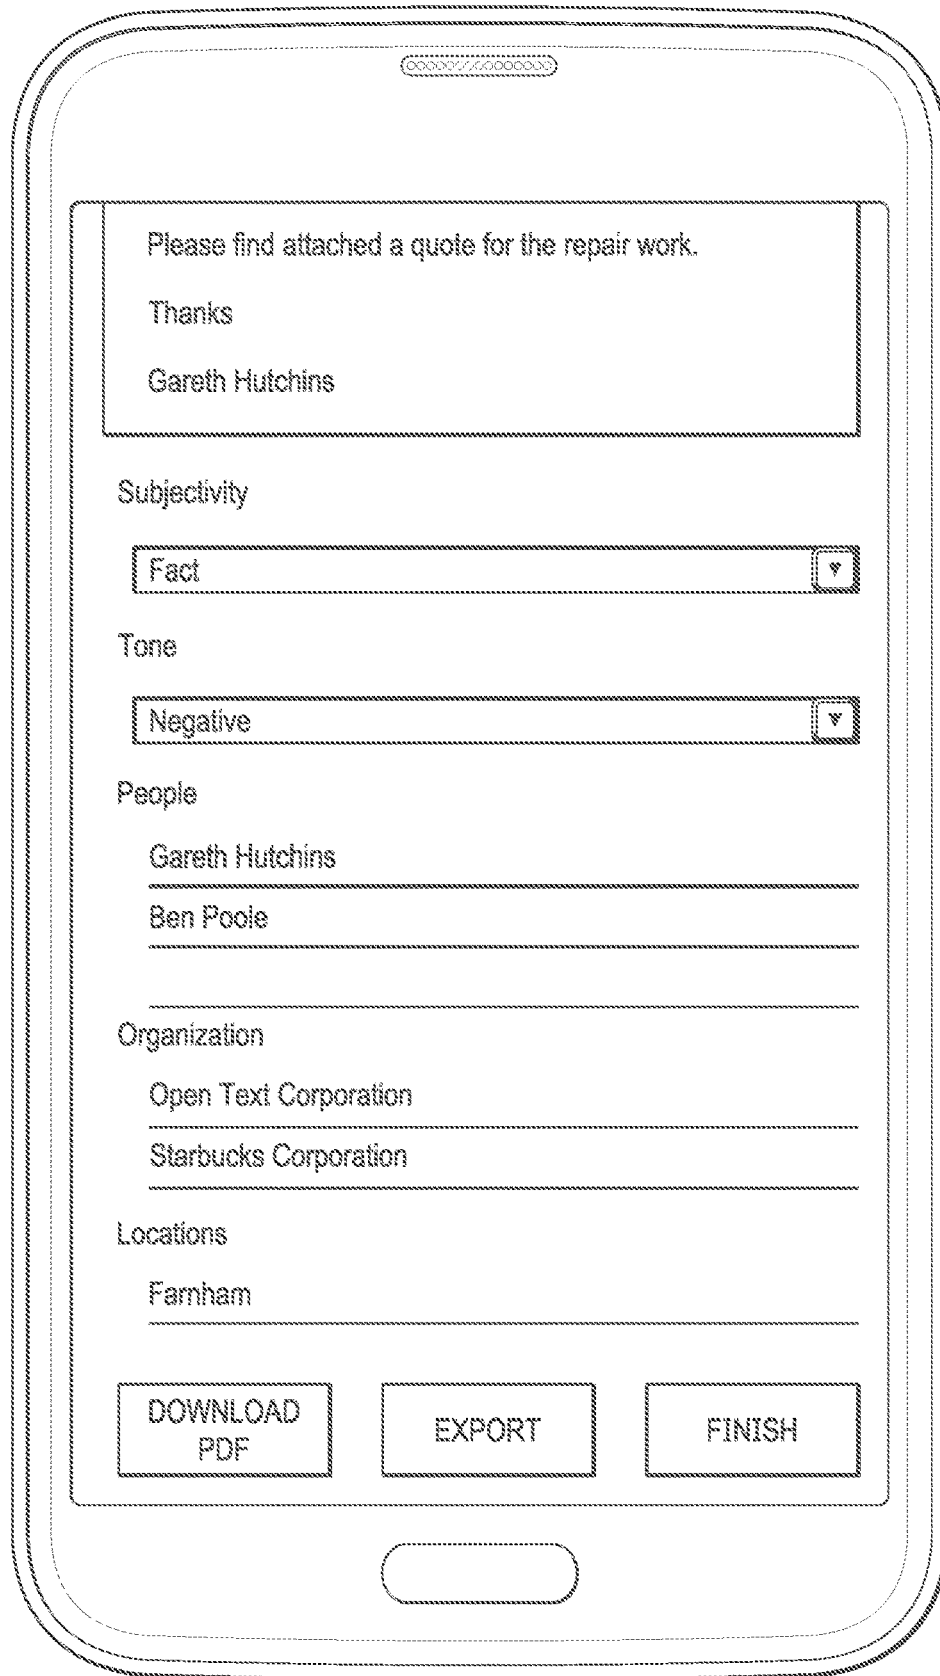 Please find attached a quote for the repair work.
Thanks
Gareth Hutchins
Subjectivity
Fact
Tone
Negative
People
Gareth Hutchins
Ben Poole
Organization
Open Text Corporation
Starbucks Corporation
Locations
Farnham
DOWNLOAD
PDF
EXPORT
FINISH